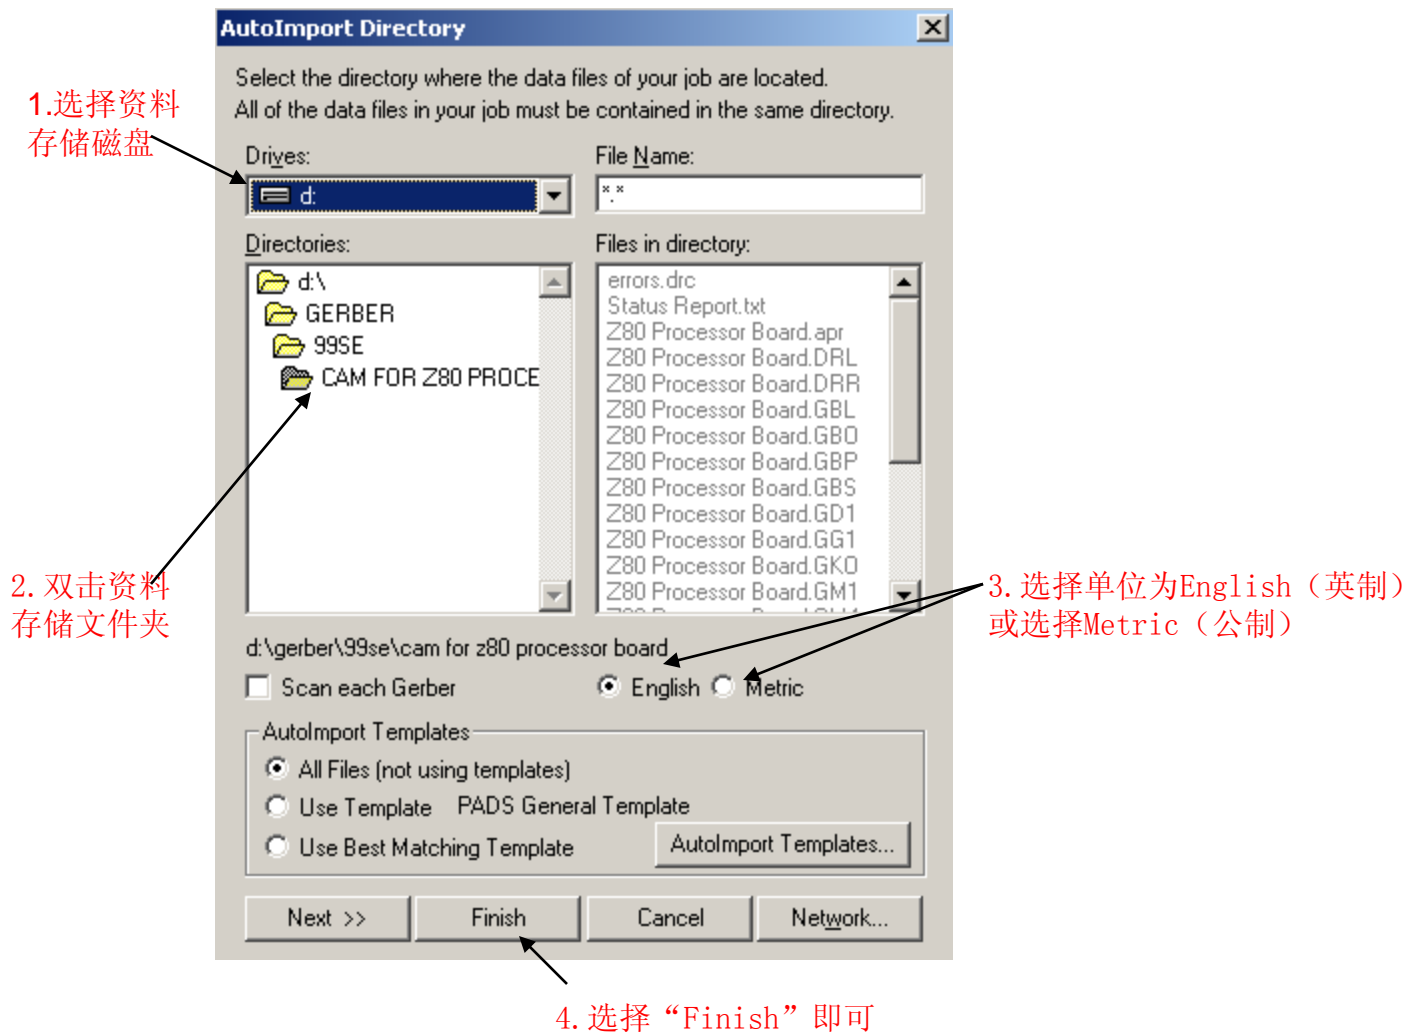 AutoImport Directory
Select the directory where the data files of your job are located.
All of the data files in your job must be contained in the same directory.
1.选择资料
存储磁盘
Drives:
d:
File Name:
*.*
Directories:
d:\
GERBER
99SE
CAM FOR Z80 PROCE
Files in directory:
errors.drc
Status Report.txt
Z80 Processor Board.apr
Z80 Processor Board.DRL
Z80 Processor Board.DRR
Z80 Processor Board.GBL
Z80 Processor Board.GBO
Z80 Processor Board.GBP
Z80 Processor Board.GBS
Z80 Processor Board.GD1
Z80 Processor Board.GG1
Z80 Processor Board.GKO
Z80 Processor Board.GM1
2.双击资料
存储文件夹
3.选择单位为English（英制）
或选择Metric（公制）
d:\gerber\99se\cam for z80 processor board
Scan each Gerber
English
Metric
AutoImport Templates
All Files (not using templates)
Use Template PADS General Template
Use Best Matching Template
AutoImport Templates...
Next >>
Finish
Cancel
Network...
4.选择“Finish”即可